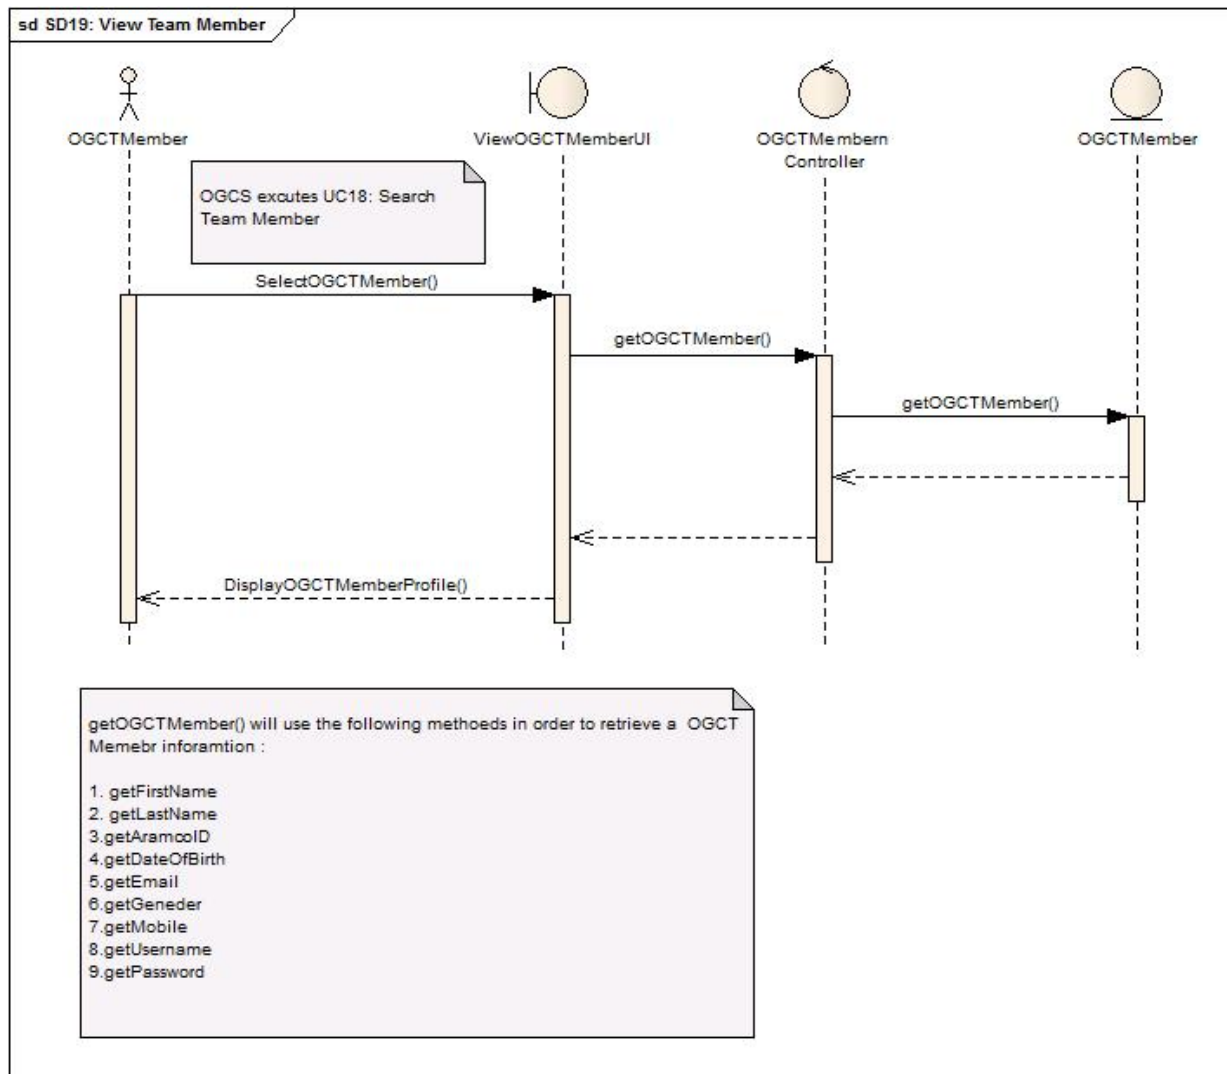 sd SD19: View Team Member
OGCTMember
ViewOGCTMemberUI
OGCTMembern
Controller
OGCTMember
OGCS excutes UC18: Search
Team Member
SelectOGCTMember()
getOGCTMember()
getOGCTMember()
DisplayOGCTMemberProfile()
getOGCTMember() will use the following methoeds in order to retrieve a OGCT
Memebr inforamtion :
1. getFirstName
2. getLastName
3.getAramcoID
4.getDateOfBirth
5.getEmail
6.getGeneder
7.getMobile
8.getUsername
9.getPassword